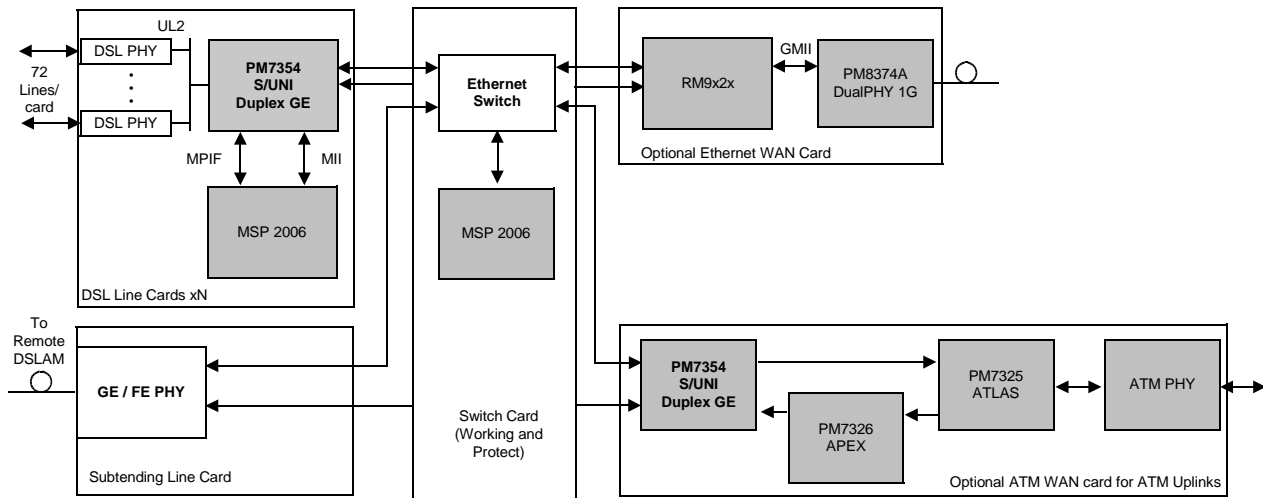 UL2
DSL PHY
72
Lines/
card
DSL PHY
PM7354
S/UNI
Duplex GE
MPIF
MII
MSP 2006
DSL Line Cards xN
To
Remote
DSLAM
GE / FE PHY
Subtending Line Card
Ethernet
Switch
MSP 2006
Switch Card
(Working and
Protect)
RM9x2x
GMII
PM8374A
DualPHY 1G
Optional Ethernet WAN Card
PM7354
S/UNI
Duplex GE
PM7326
APEX
PM7325
ATLAS
ATM PHY
Optional ATM WAN card for ATM Uplinks